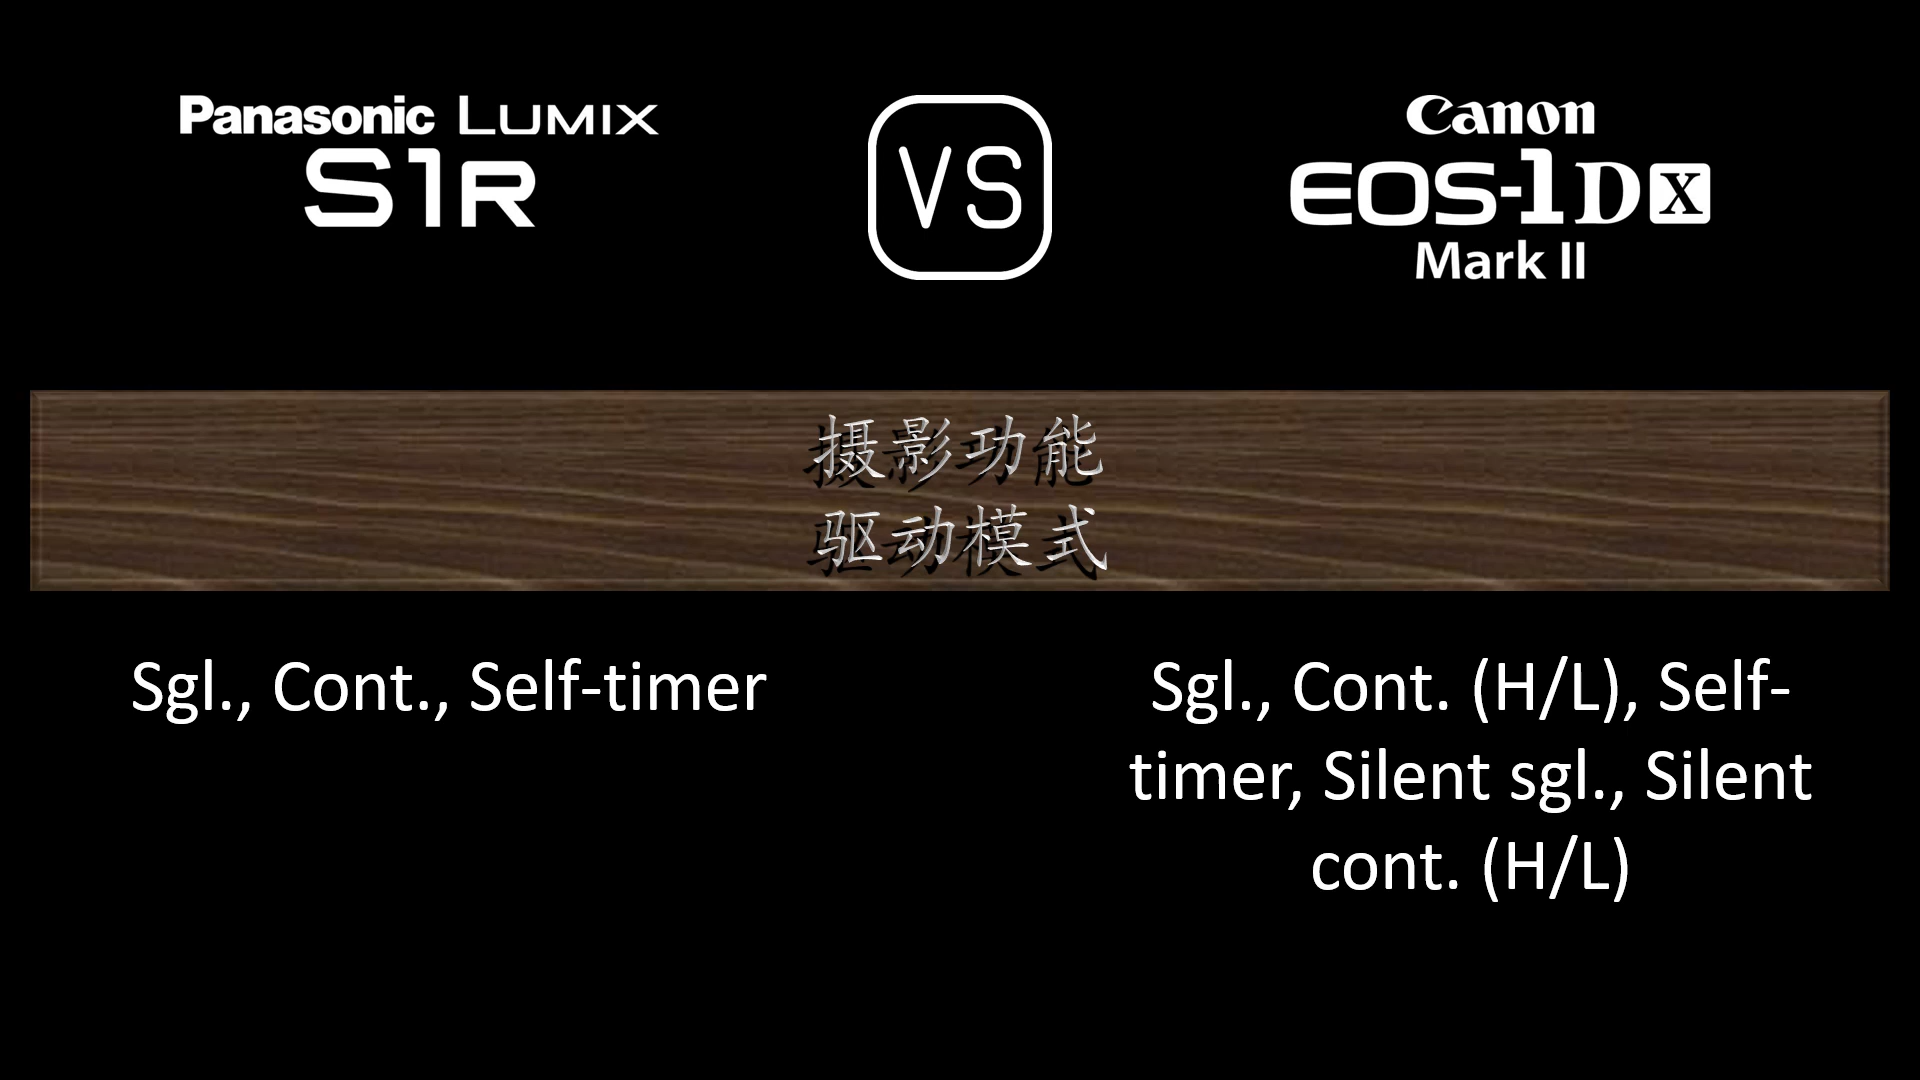 Panasonic LUMIX
S1R
VS
Canon
EOS-1DX
Mark II
摄影功能
驱动模式
Sgl., Cont., Self-timer
Sgl., Cont. (H/L), Self-
timer, Silent sgl., Silent
cont. (H/L)